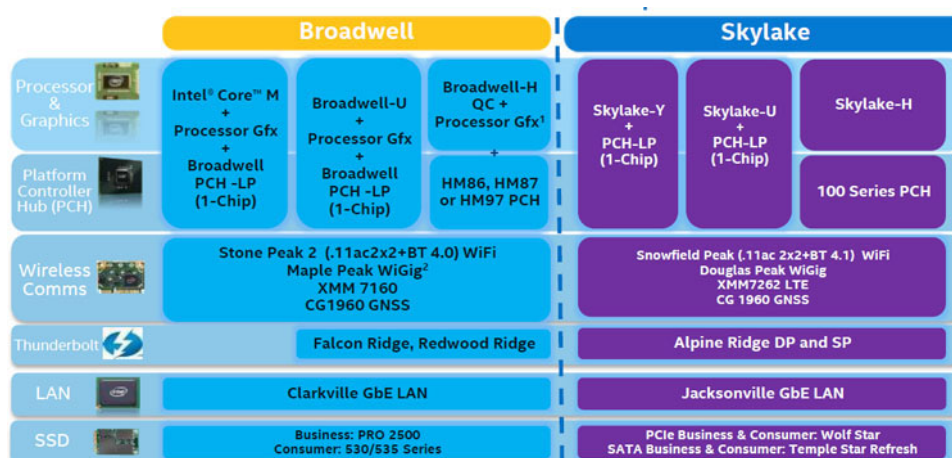 Broadwell
Skylake
Processor
&
Graphics
Intel® Core™ M
+
Processor Gfx
+
Broadwell
PCH -LP
(1-Chip)
Broadwell-U
+
Processor Gfx
+
Broadwell
PCH -LP
(1-Chip)
Broadwell-H
QC +
Processor Gfx¹
+
HM86, HM87
or HM97 PCH
Skylake-Y
+
PCH-LP
(1-Chip)
Skylake-U
+
PCH-LP
(1-Chip)
Skylake-H
100 Series PCH
Platform
Controller
Hub (PCH)
Wireless
Comms
Stone Peak 2 (.11ac2x2+BT 4.0) WiFi
Maple Peak WiGig²
XMM 7160
CG1960 GNSS
Snowfield Peak (.11ac 2x2+BT 4.1) WiFi
Douglas Peak WiGig
XMM7262 LTE
CG 1960 GNSS
Thunderbolt
Falcon Ridge, Redwood Ridge
Alpine Ridge DP and SP
LAN
Clarkville GbE LAN
Jacksonville GbE LAN
SSD
Business: PRO 2500
Consumer: 530/535 Series
PCIe Business & Consumer: Wolf Star
SATA Business & Consumer: Temple Star Refresh